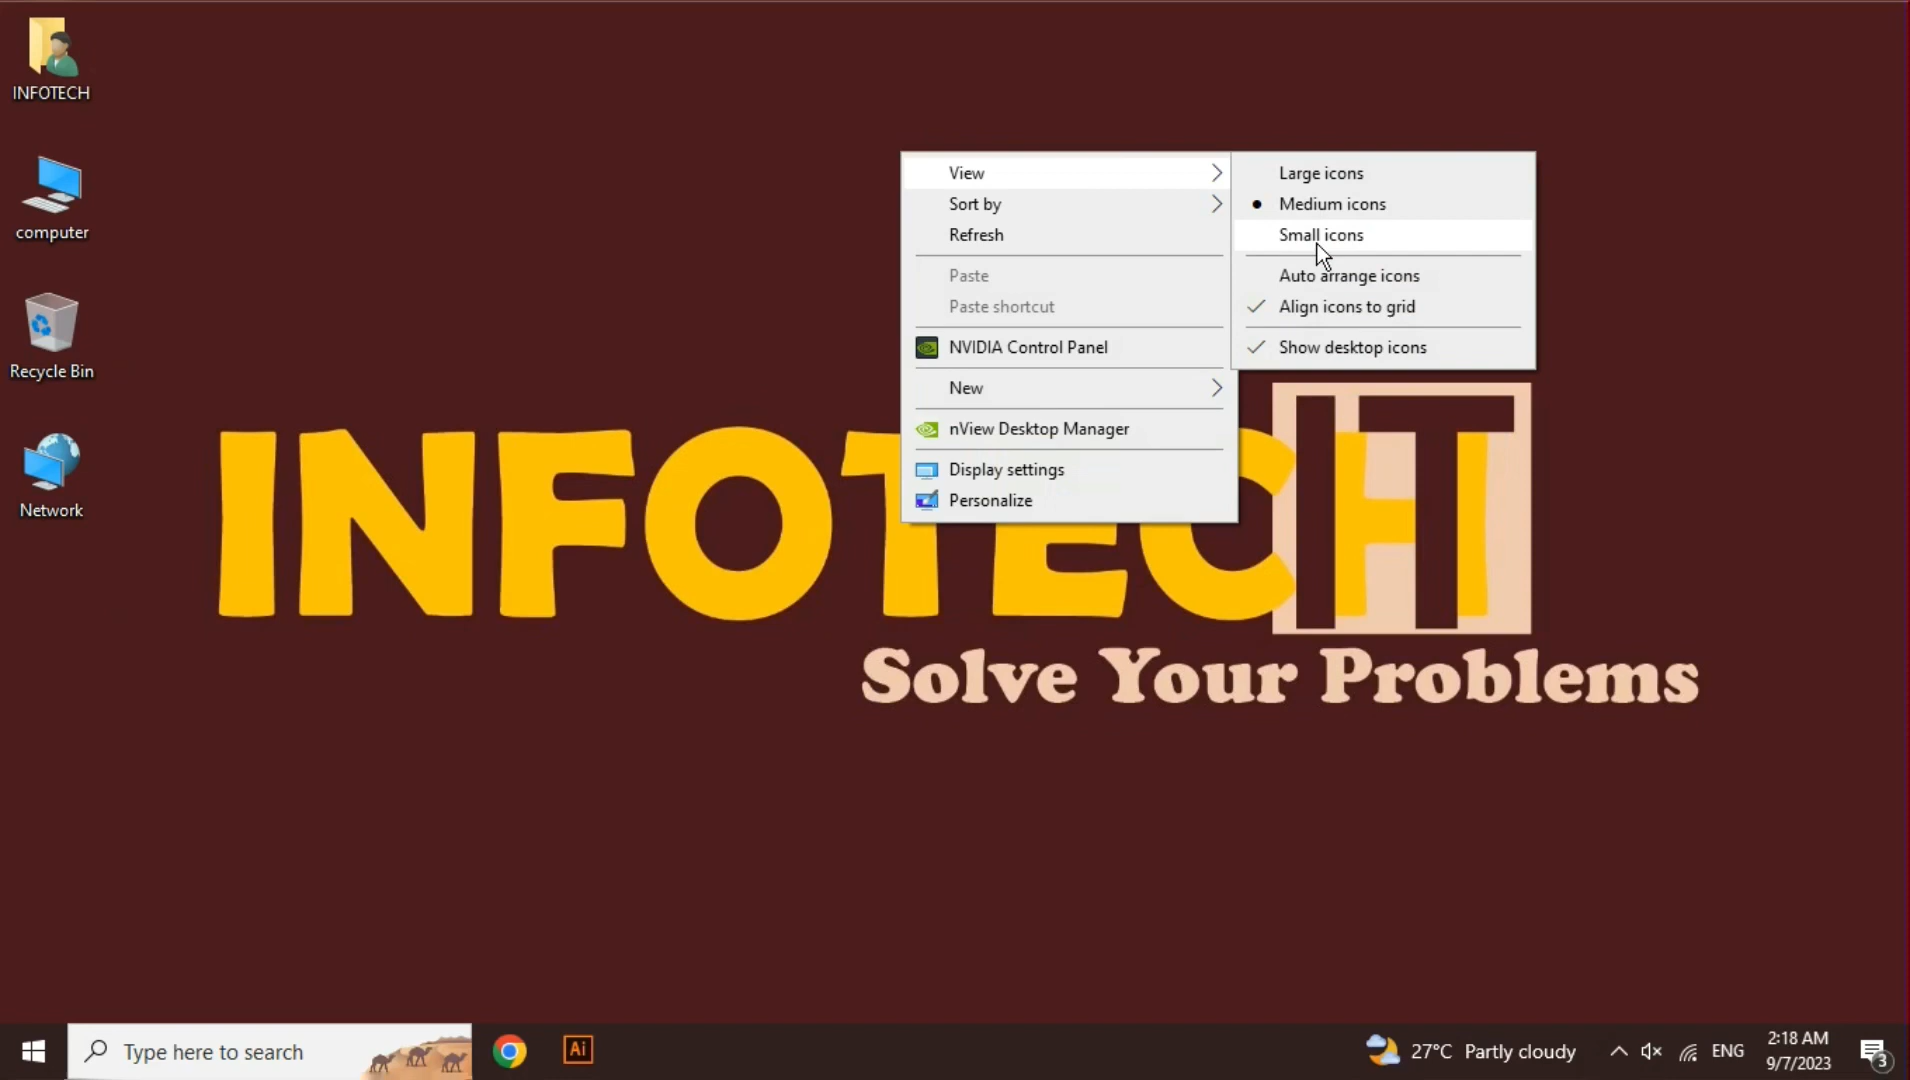 INFOTECH
computer
Recycle Bin
Network
View
Sort by
Refresh
Paste
Paste shortcut
NVIDIA Control Panel
New
nView Desktop Manager
Display settings
Personalize
Large icons
Medium icons
Small icons
Auto arrange icons
Align icons to grid
Show desktop icons
INFOTECH IT
Solve Your Problems
Type here to search
Ai
27°C Partly cloudy
ENG
2:18 AM
9/7/2023
3